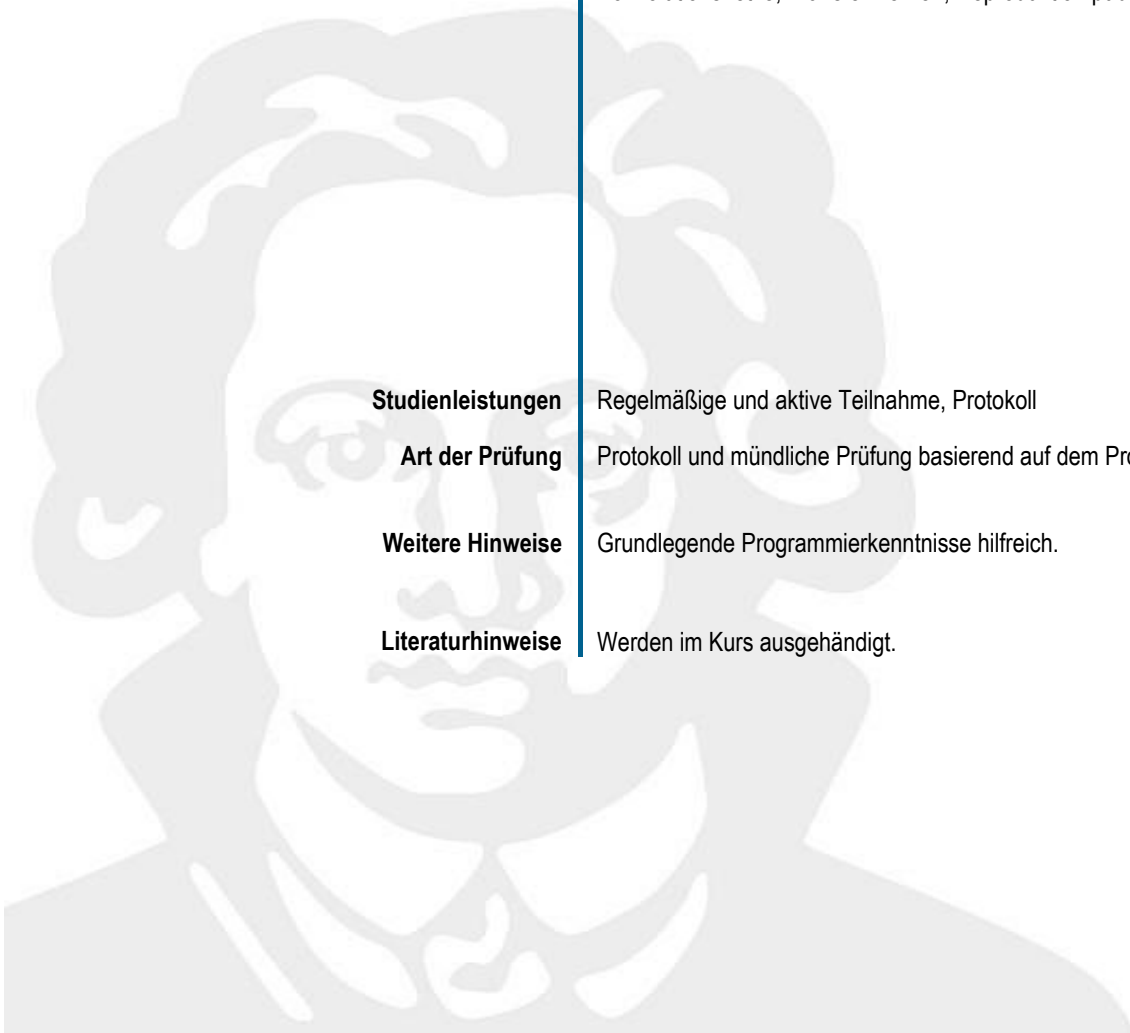 Studienleistungen Regelmäßige und aktive Teilnahme, Protokoll
Art der Prüfung Protokoll und mündliche Prüfung basierend auf dem
Weitere Hinweise Grundlegende Programmierkenntnisse hilfreich.
Literaturhinweise Werden im Kurs ausgehändigt.